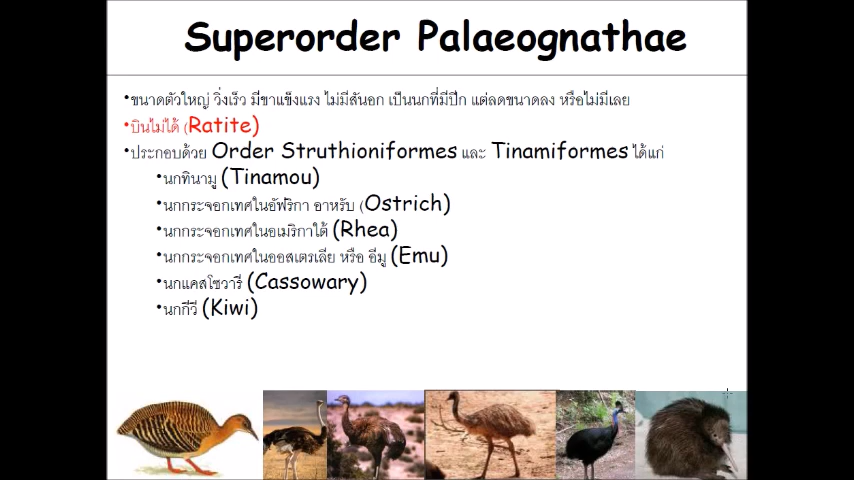 Superorder Palaeognathae
•ขนาดตัวใหญ่ วิ่งเร็ว มีขาแข็งแรง ไม่มีสันอก เป็นนกที่มีปีก แต่ลดขนาดลง หรือไม่มีเลย
•บินไม่ได้ (Ratite)
•ประกอบด้วย Order Struthioniformes และ Tinamiformes ได้แก่
•นกทินามู (Tinamou)
•นกกระจอกเทศในอัฟริกา อาหรับ (Ostrich)
•นกกระจอกเทศในอเมริกาใต้ (Rhea)
•นกกระจอกเทศในออสเตรเลีย หรือ อีมู (Emu)
•นกแคสโซวารี (Cassowary)
•นกกีวี (Kiwi)